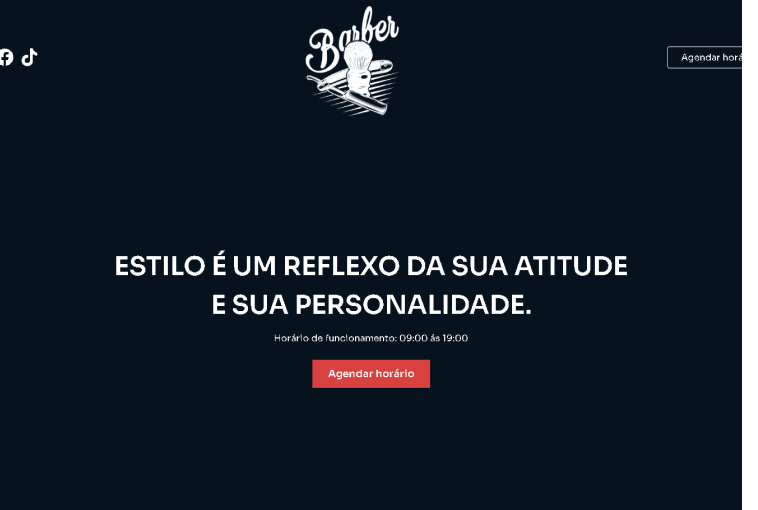 Barber
Agendar horá
ESTILO É UM REFLEXO DA SUA ATITUDE
E SUA PERSONALIDADE.
Horário de funcionamento: 09:00 ás 19:00
Agendar horário